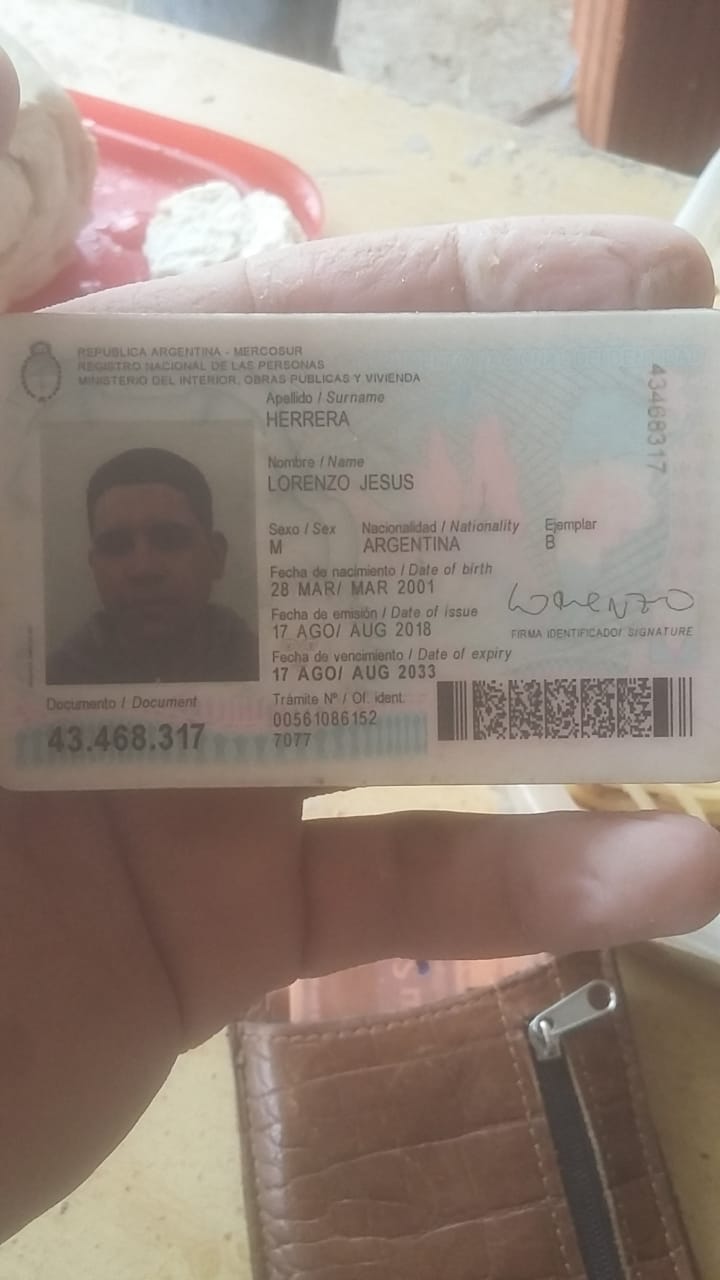 REPUBLICA ARGENTINA - MERCOSUR
REGISTRO NACIONAL DE LAS PERSONAS
MINISTERIO DEL INTERIOR, OBRAS PUBLICAS Y VIVIENDA
Apellido / Surname
HERRERA
Nombre / Name
LORENZO JESUS
Sexo / Sex Nacionalidad / Nationality Ejemplar
M ARGENTINA B
Fecha de nacimiento / Date of birth
28 MAR/ MAR 2001
Fecha de emisión / Date of issue
17 AGO/ AUG 2018
Fecha de vencimiento / Date of expiry
17 AGO/ AUG 2033
LORENZO
FIRMA IDENTIFICADO/ SIGNATURE
Documento / Document
43.468.317
Trámite Nº / Of. ident.
00561086152
7077
43468317